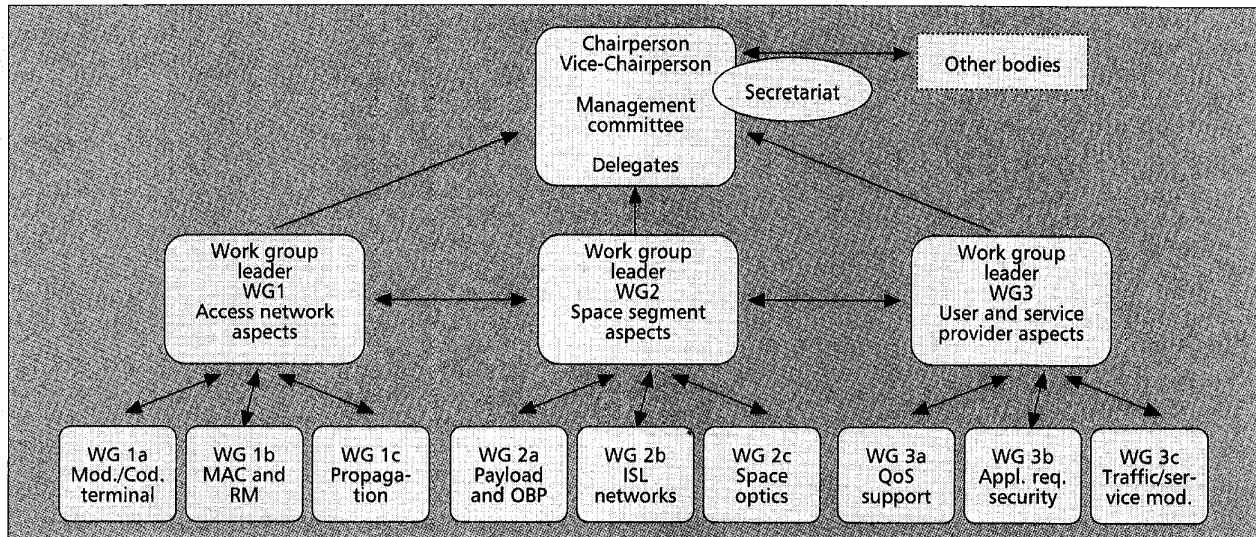 Chairperson
Vice-Chairperson
Management
committee
Delegates
Secretariat
Other bodies
Work group
leader
WG1
Access network
aspects
Work group
leader
WG2
Space segment
aspects
Work group
leader
WG3
User and service
provider aspects
WG 1a
Mod./Cod.
terminal
WG 1b
MAC and
RM
WG 1c
Propaga-
tion
WG 2a
Payload
and OBP
WG 2b
ISL
networks
WG 2c
Space
optics
WG 3a
QoS
support
WG 3b
Appl. req.
security
WG 3c
Traffic/ser-
vice mod.